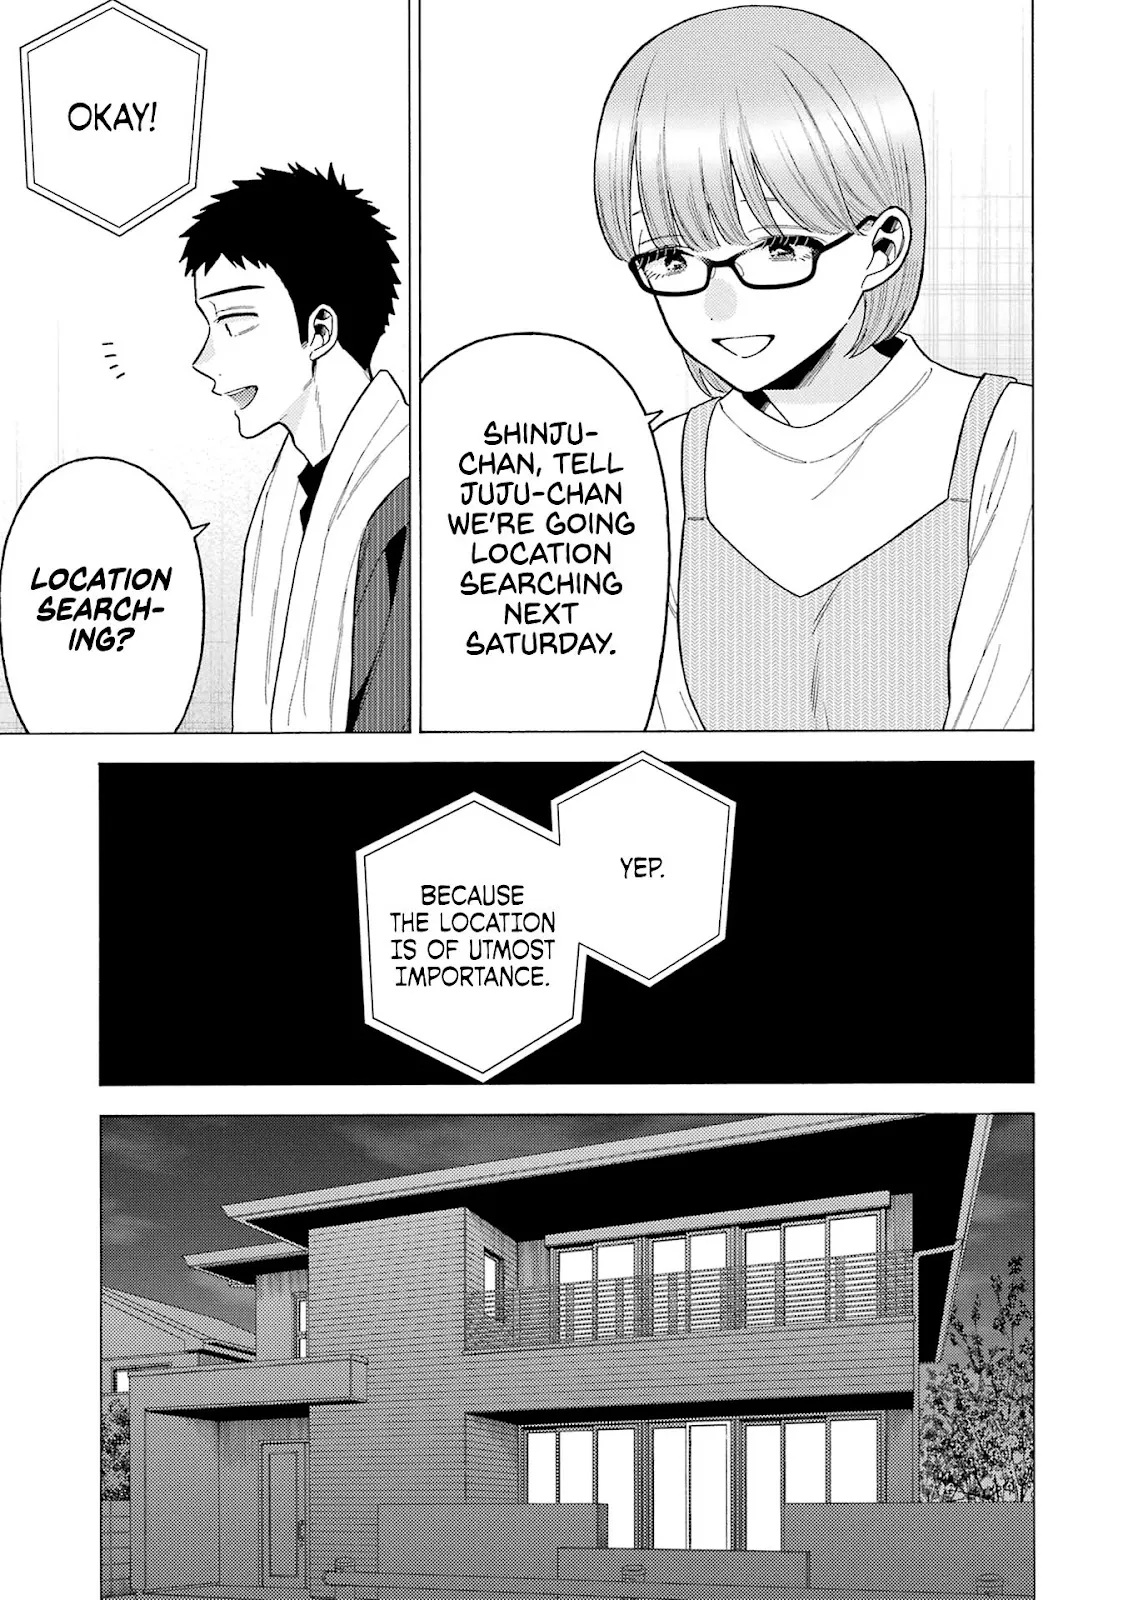 SHINJU-
CHAN, TELL
JUJU-CHAN
WE'RE GOING
LOCATION
SEARCHING
NEXT
SATURDAY.
OKAY!
LOCATION
SEARCH-
ING?
YEP.
BECAUSE
THE LOCATION
IS OF UTMOST
IMPORTANCE.